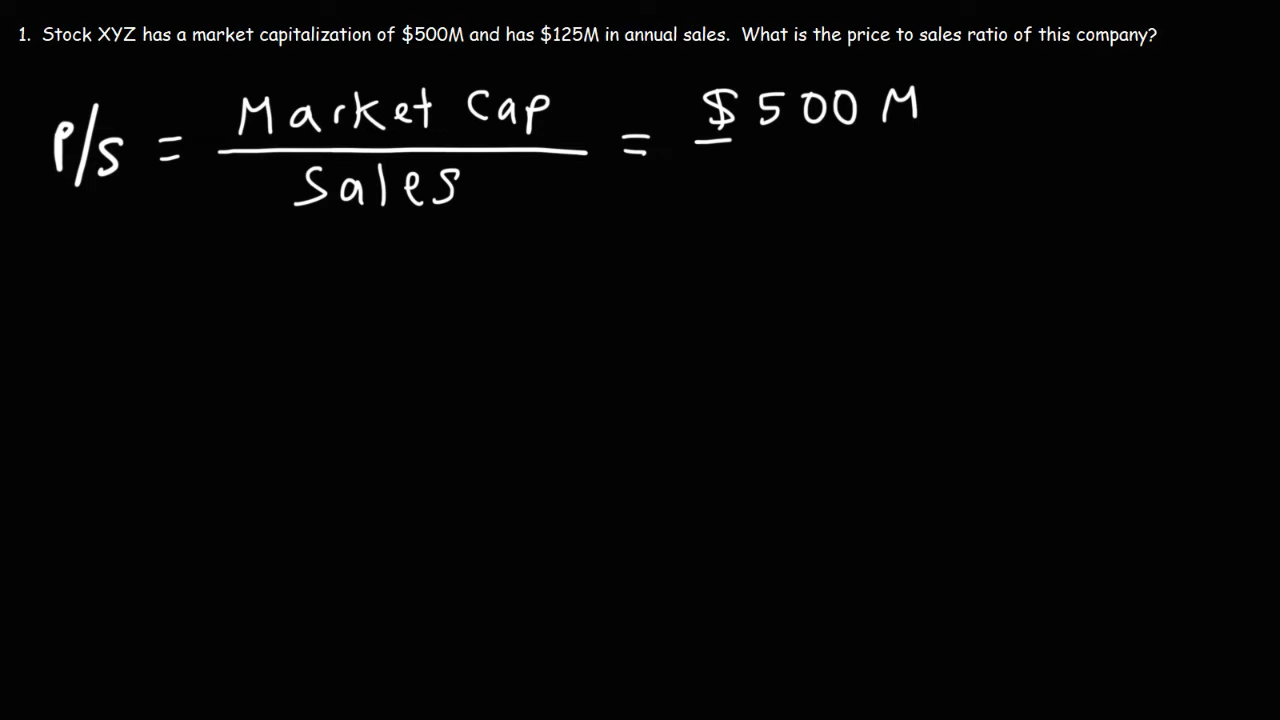 1. Stock XYZ has a market capitalization of $500M and has $125M in annual sales. What is the price to sales ratio of this company?
P/S = Market Cap / Sales = $500 M